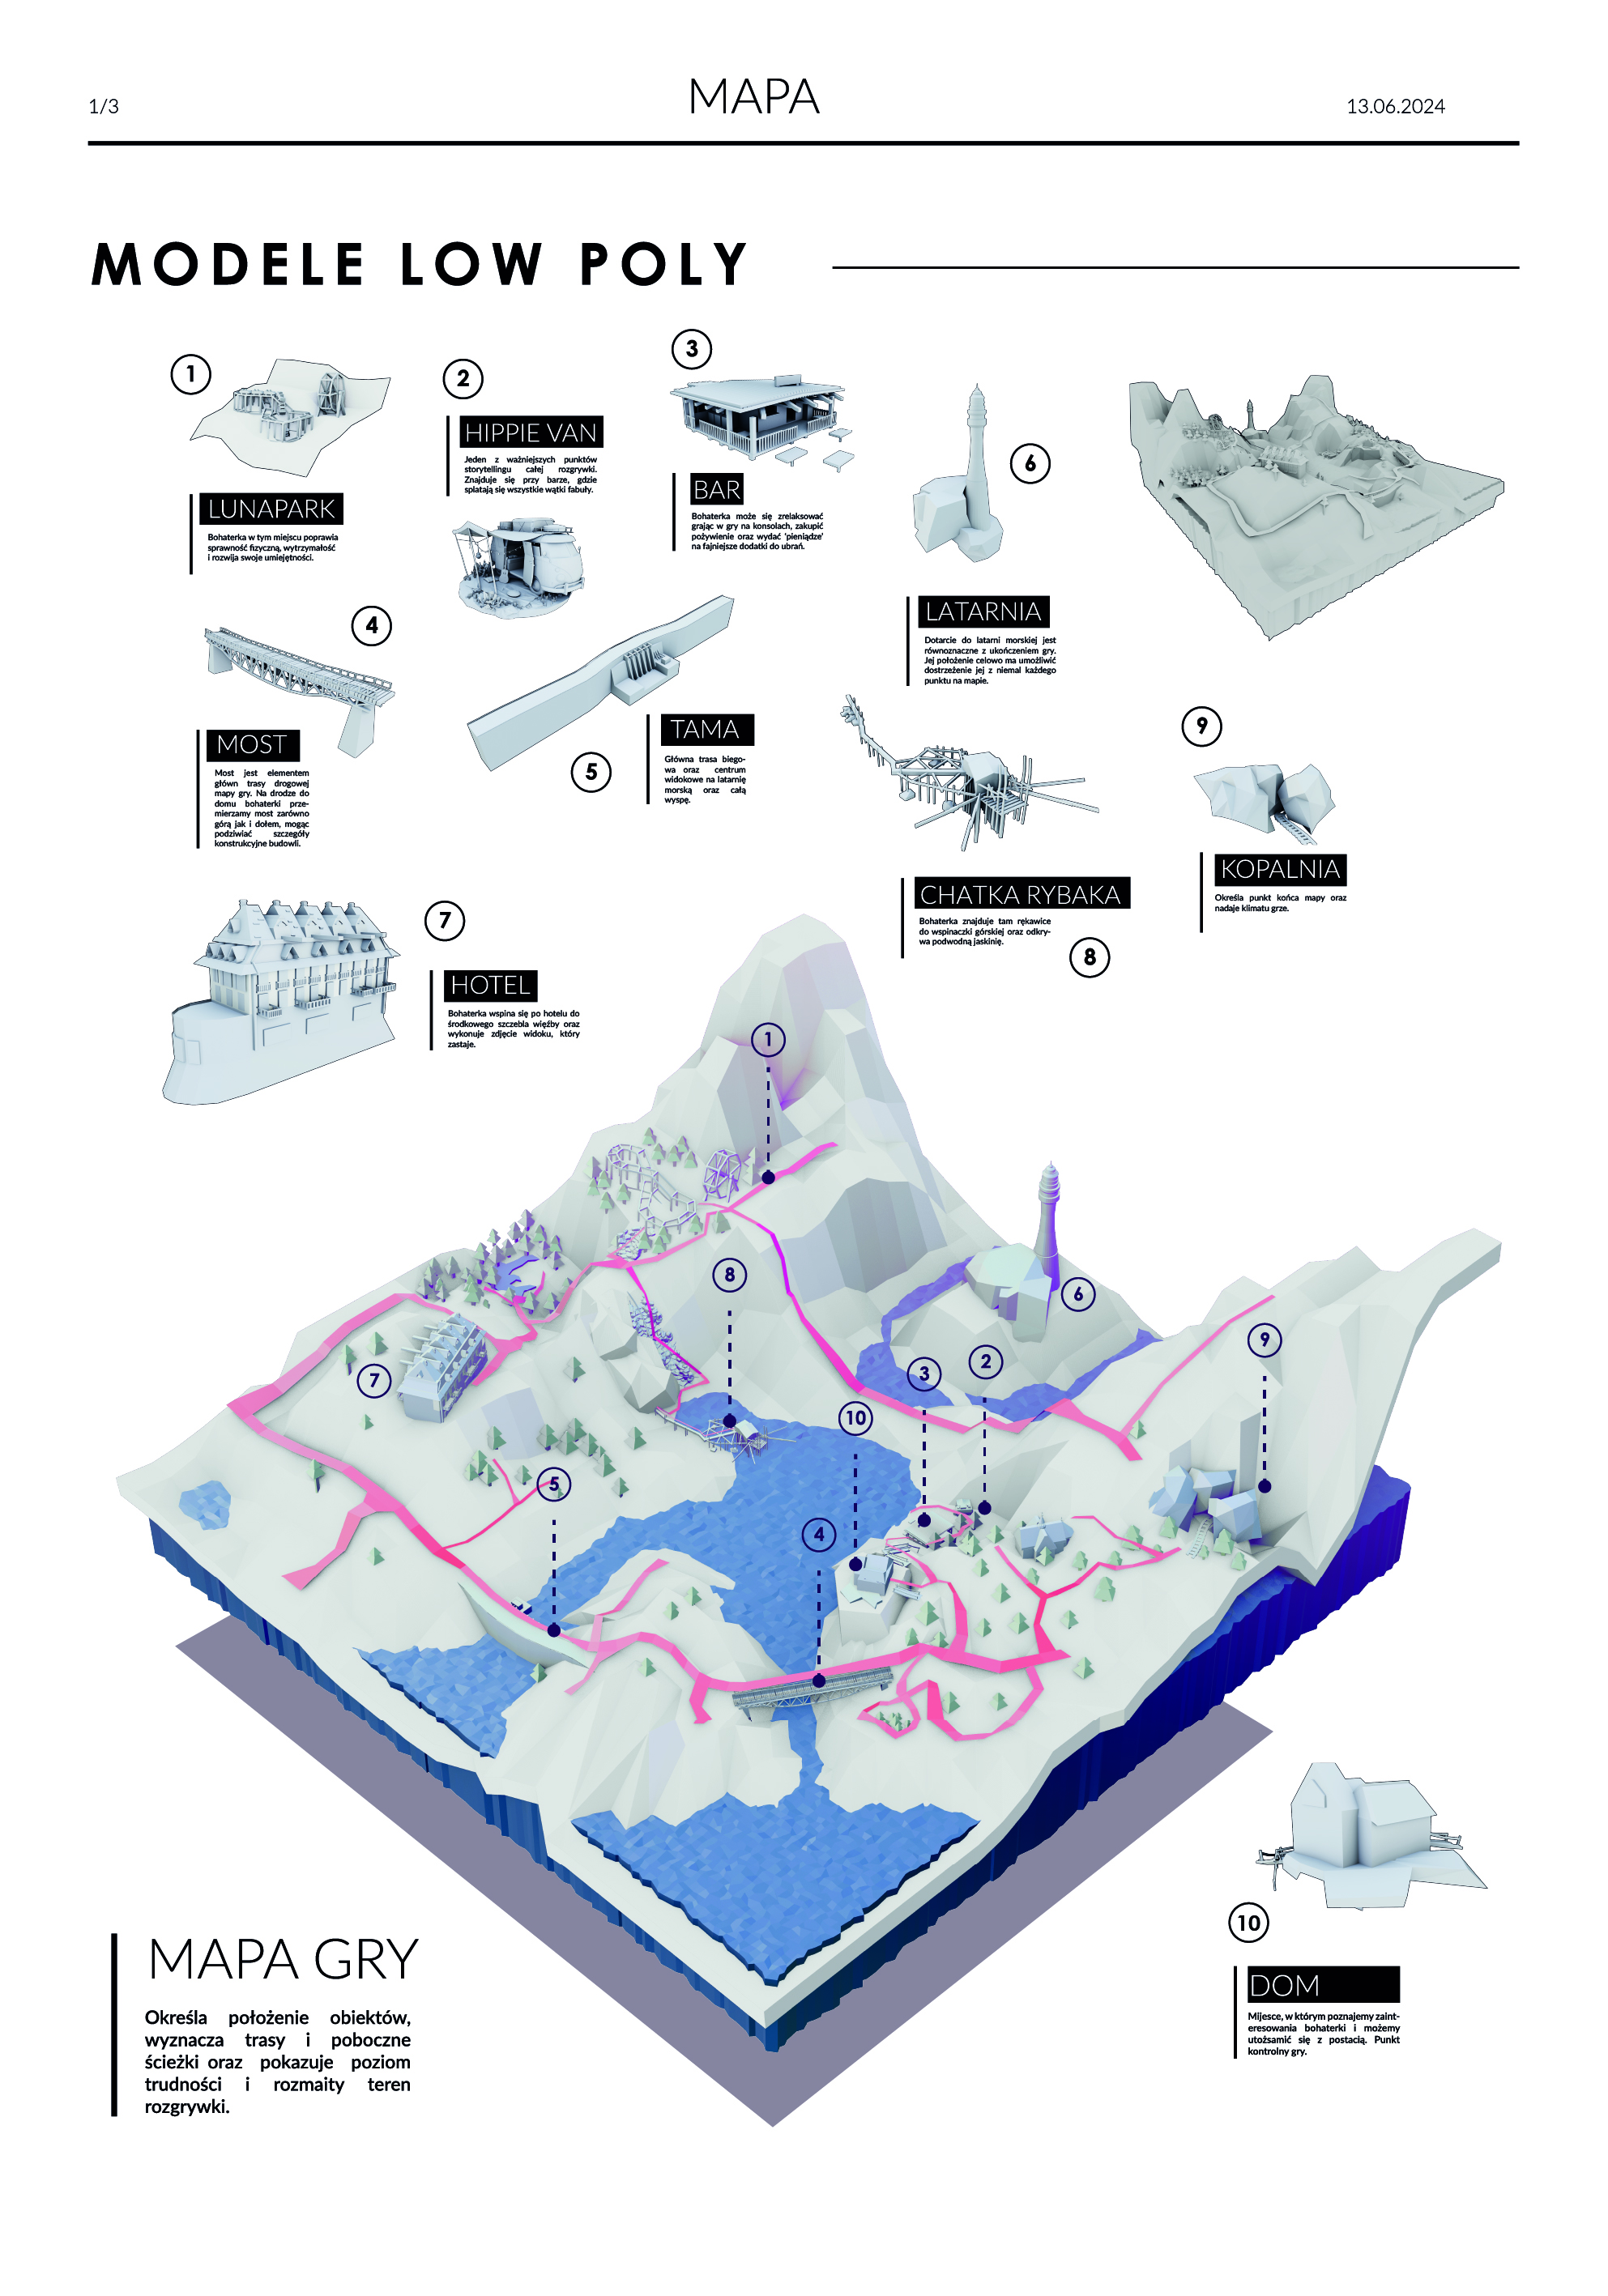 1/3
MAPA
13.06.2024
MODELE LOW POLY
1
LUNAPARK
Bohaterka w tym miejscu poprawia
sprawność fizyczną, wytrzymałość
i rozwija swoje umiejętności.
2
HIPPIE VAN
Jeden z ważniejszych punktów
storytellingu całej rozgrywki.
Znajduje się przy barze, gdzie
splatają się wszystkie wątki fabuły.
3
BAR
Bohaterka może się zrelaksować
grając w gry na konsolach, zakupić
pożywienie oraz wydać 'pieniądze'
na fajniejsze dodatki do ubrań.
6
LATARNIA
Dotarcie do latarni morskiej jest
równoznaczne z ukończeniem gry.
Jej położenie celowo ma umożliwić
dostrzeżenie jej z niemal każdego
punktu na mapie.
4
MOST
Most jest elementem
główn trasy drogowej
mapy gry. Na drodze do
domu bohaterki prze-
mierzamy most zarówno
górą jak i dołem, mogąc
podziwiać szczegóły
konstrukcyjne budowli.
5
TAMA
Główna trasa biego-
wa oraz centrum
widokowe na latarnię
morską oraz całą
wyspę.
9
KOPALNIA
Określa punkt końca mapy oraz
nadaje klimatu grze.
CHATKA RYBAKA
Bohaterka znajduje tam rękawice
do wspinaczki górskiej oraz odkry-
wa podwodną jaskinię.
8
7
HOTEL
Bohaterka wspina się po hotelu do
środkowego szczebla więźby oraz
wykonuje zdjęcie widoku, który
zastaje.
1
8
6
9
2
3
7
10
5
4
10
DOM
Mijesce, w którym poznajemy zaint-
eresowania bohaterki i możemy
utożsamić się z postacią. Punkt
kontrolny gry.
MAPA GRY
Określa położenie obiektów,
wyznacza trasy i poboczne
ścieżki oraz pokazuje poziom
trudności i rozmaity teren
rozgrywki.